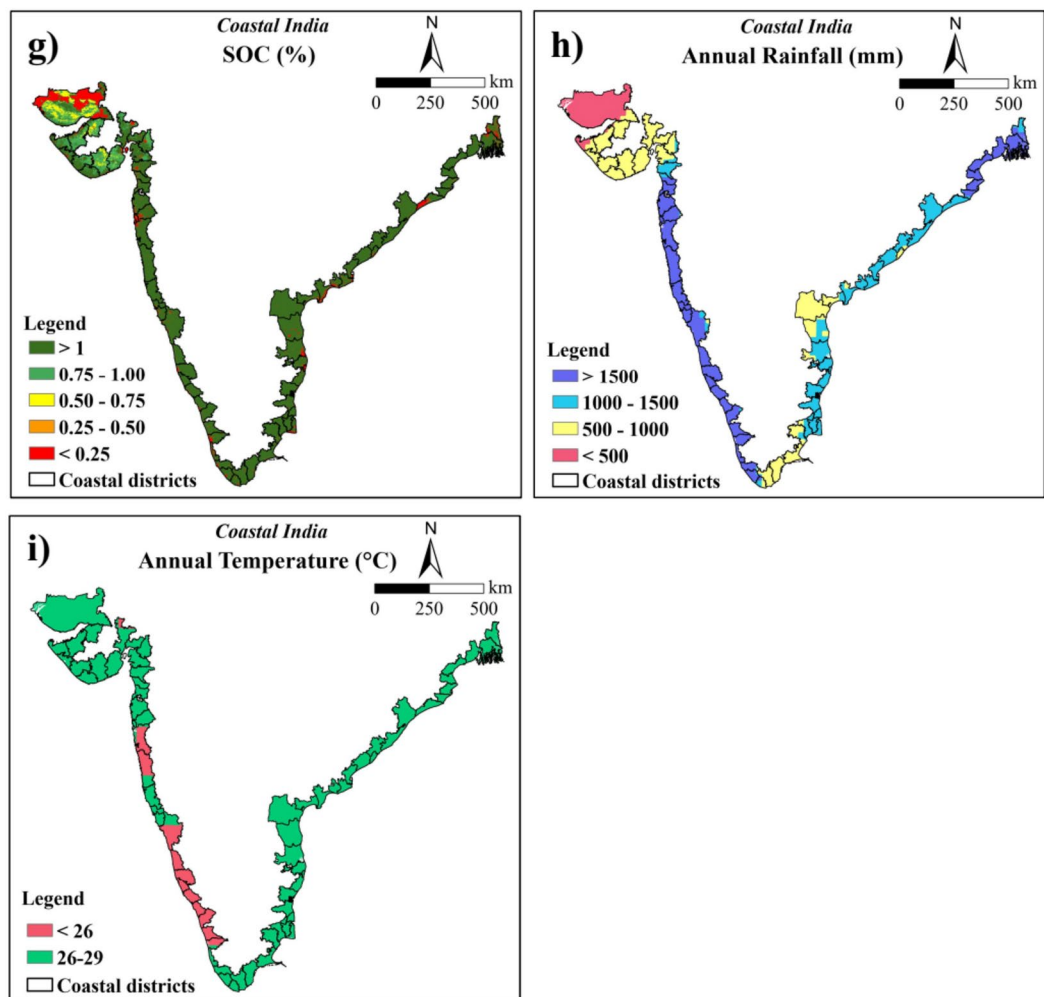 Coastal India
g) SOC (%)
N
km
0 250 500
Legend
> 1
0.75 - 1.00
0.50 - 0.75
0.25 - 0.50
< 0.25
Coastal districts
Coastal India
h) Annual Rainfall (mm)
N
km
0 250 500
Legend
> 1500
1000 - 1500
500 - 1000
< 500
Coastal districts
Coastal India
i) Annual Temperature (°C)
N
km
0 250 500
Legend
< 26
26-29
Coastal districts